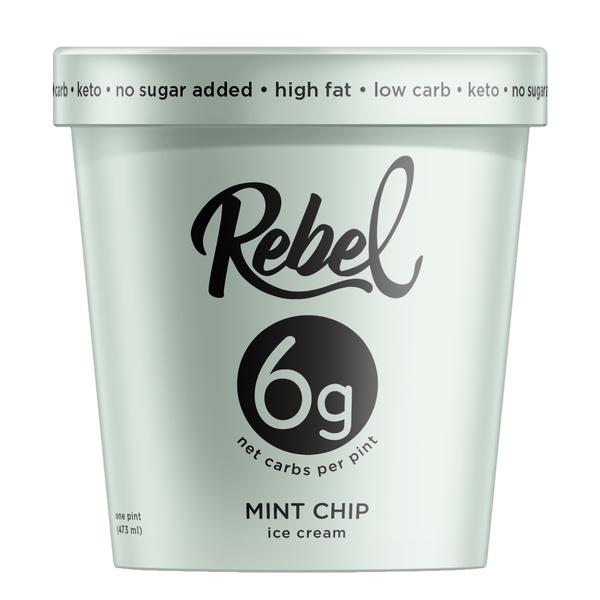 carb • keto • no sugar added • high fat • low carb • keto • no sugar
Rebel
6g
net carbs per pint
MINT CHIP
ice cream
one pint
(473 ml)